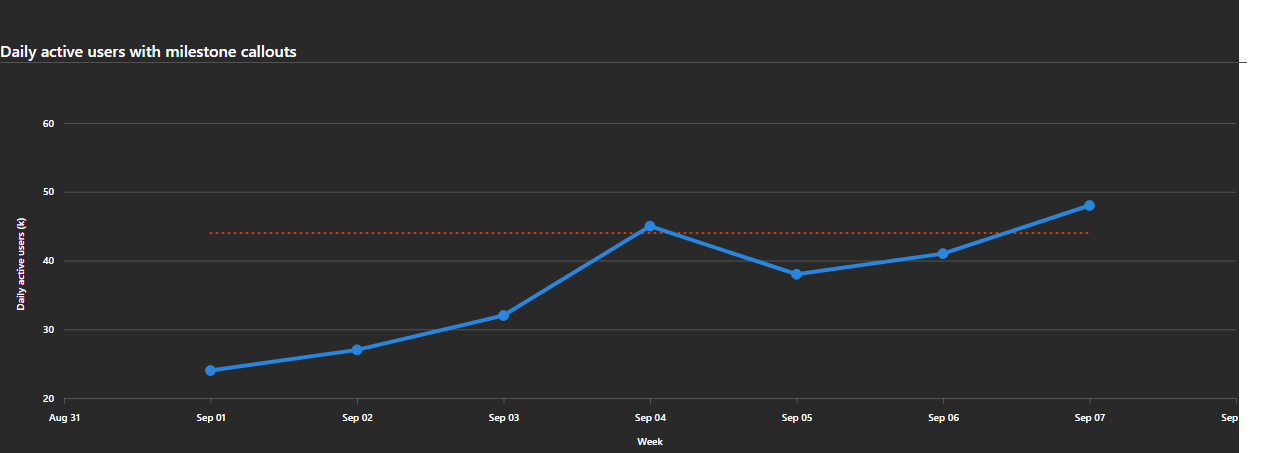 Daily active users with milestone callouts
60
50
40
30
20
Daily active users (k)
Aug 31 Sep 01 Sep 02 Sep 03 Sep 04 Sep 05 Sep 06 Sep 07 Sep
Week